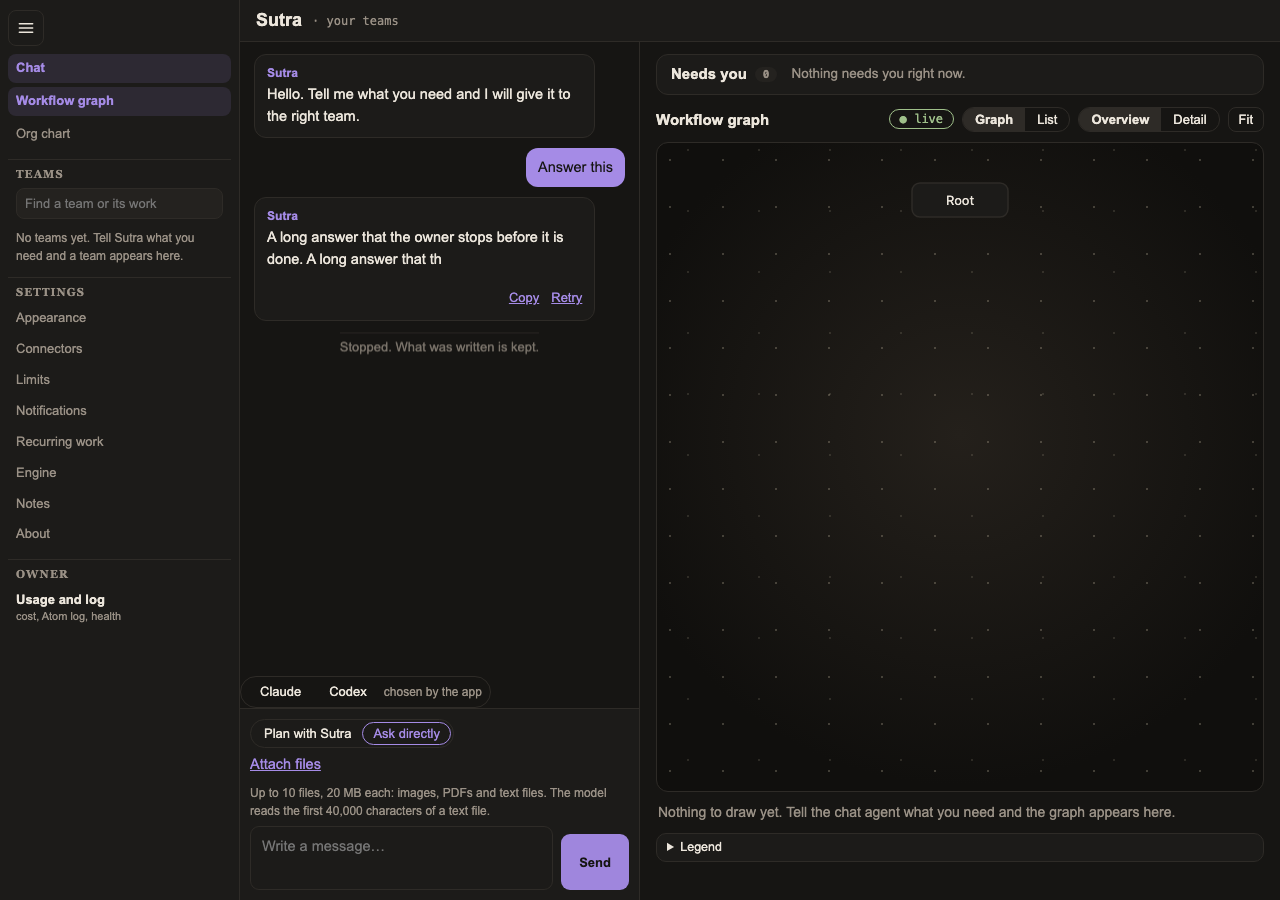 Sutra · your teams
Chat
Workflow graph
Org chart
TEAMS
Find a team or its work
No teams yet. Tell Sutra what you
need and a team appears here.
SETTINGS
Appearance
Connectors
Limits
Notifications
Recurring work
Engine
Notes
About
OWNER
Usage and log
cost, Atom log, health
Sutra
Hello. Tell me what you need and I will give it to
the right team.
Answer this
Sutra
A long answer that the owner stops before it is
done. A long answer that th
Copy Retry
Stopped. What was written is kept.
Claude Codex chosen by the app
Plan with Sutra Ask directly
Attach files
Up to 10 files, 20 MB each: images, PDFs and text files. The model
reads the first 40,000 characters of a text file.
Write a message…
Send
Needs you 0 Nothing needs you right now.
Workflow graph live Graph List Overview Detail Fit
Root
Nothing to draw yet. Tell the chat agent what you need and the graph appears here.
Legend